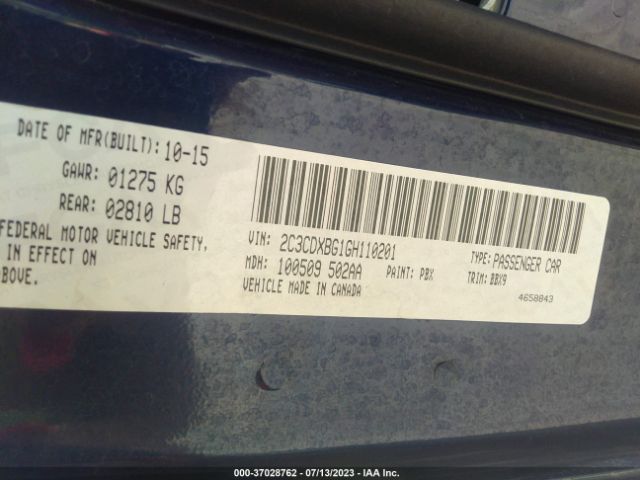 DATE OF MFR(BUILT): 10-15
GAWR: 01275 KG
REAR: 02810 LB
FEDERAL MOTOR VEHICLE SAFETY,
IN EFFECT ON
ABOVE.
VIN: 2C3CDXBG1GH110201
TYPE: PASSENGER CAR
MDH: 100509 502AA
PAINT: PBX
TRIM: BBX9
VEHICLE MADE IN CANADA
4658843
000-37028762 - 07/13/2023 - IAA Inc.